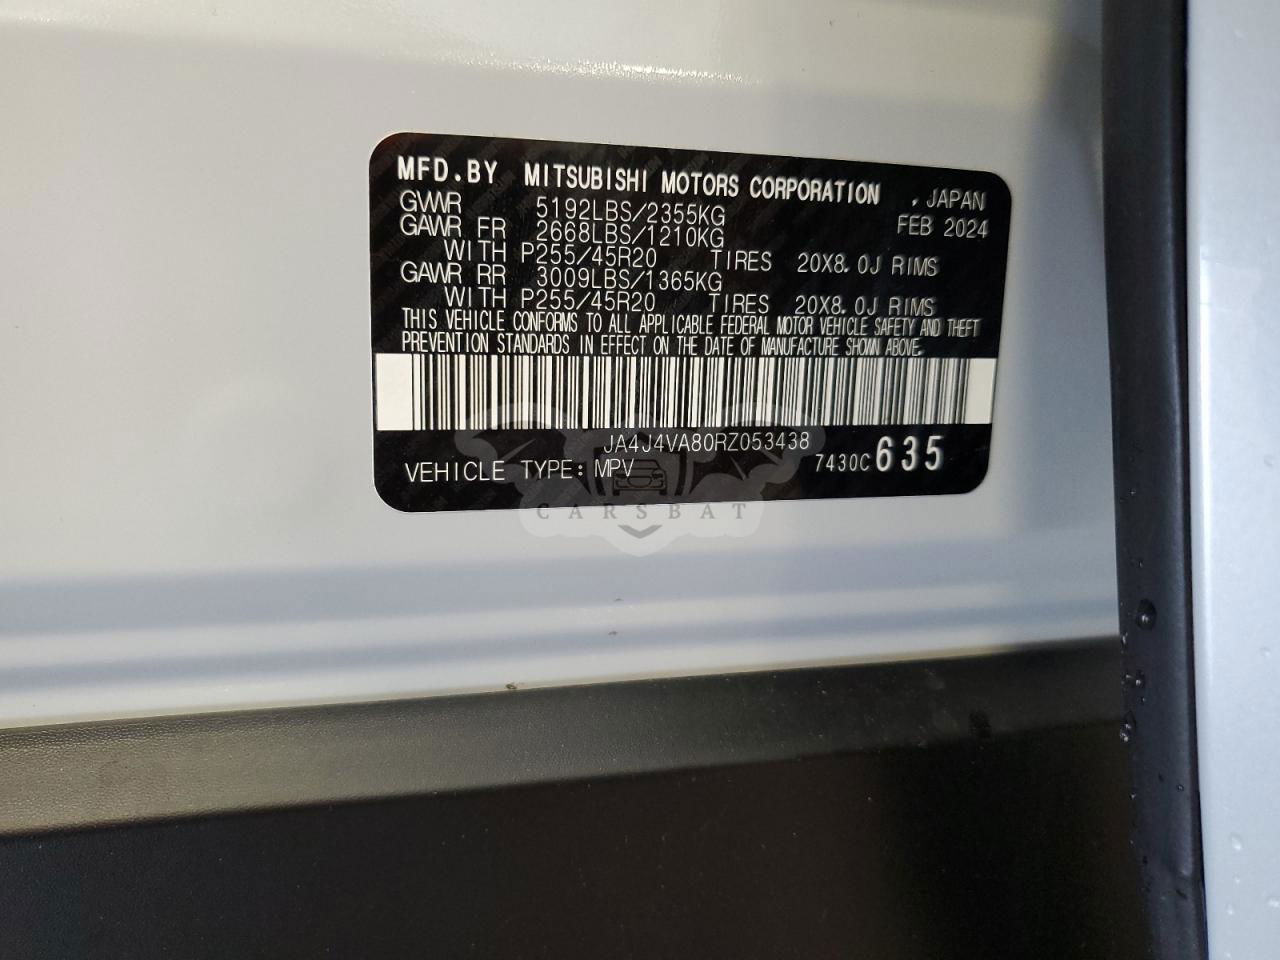 MFD.BY MITSUBISHI MOTORS CORPORATION , JAPAN
GWWR 5192LBS/2355KG FEB 2024
GAWR FR 2668LBS/1210KG
WITH P255/45R20 TIRES 20X8.0J RIMS
GAWR RR 3009LBS/1365KG
WITH P255/45R20 TIRES 20X8.0J RIMS
THIS VEHICLE CONFORMS TO ALL APPLICABLE FEDERAL MOTOR VEHICLE SAFETY AND THEFT
PREVENTION STANDARDS IN EFFECT ON THE DATE OF MANUFACTURE SHOWN ABOVE.
JA4J4VA80RZ053438
7430C 635
VEHICLE TYPE: MPV
CARSBAT